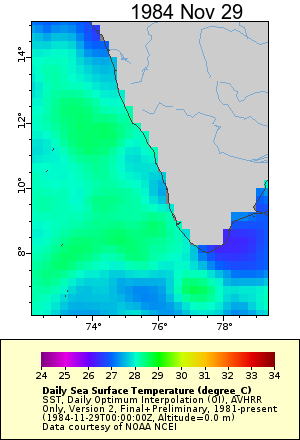 1984 Nov 29
14°
12°
10°
8°
74°
76°
78°
24 25 26 27 28 29 30 31 32 33 34
Daily Sea Surface Temperature (degree_C)
SST, Daily Optimum Interpolation (OI), AVHRR
Only, Version 2, Final+Preliminary, 1981-present
(1984-11-29T00:00:00Z, Altitude=0.0 m)
Data courtesy of NOAA NCEI